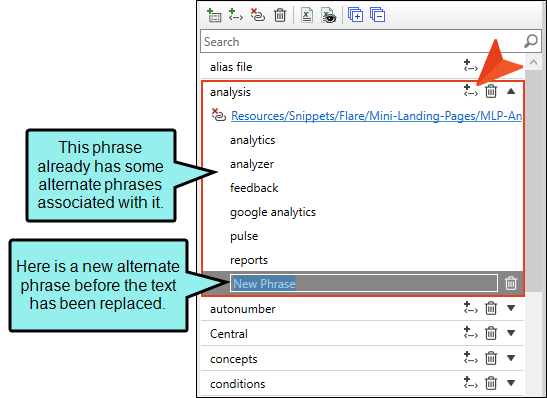 Search
alias file
analysis
Resources/Snippets/Flare/Mini-Landing-Pages/MLP-An
analytics
analyzer
feedback
google analytics
pulse
reports
New Phrase
autonumber
Central
concepts
conditions
This phrase
already has some
alternate phrases
associated with it.
Here is a new alternate
phrase before the text
has been replaced.